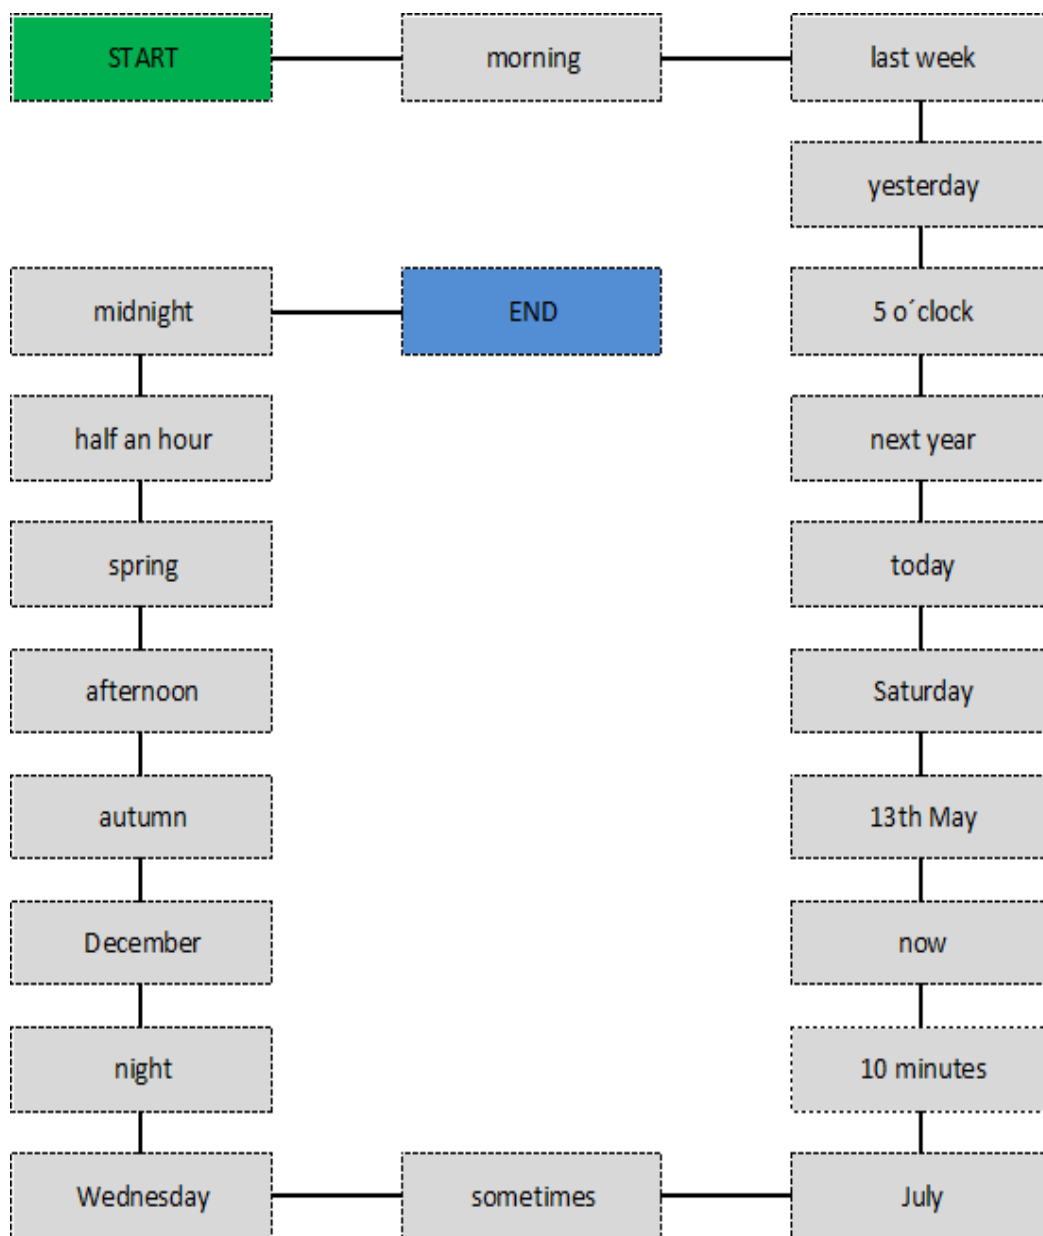 START
morning
last week
yesterday
5 o´clock
next year
today
Saturday
13th May
now
10 minutes
July
sometimes
Wednesday
night
December
autumn
afternoon
spring
half an hour
midnight
END